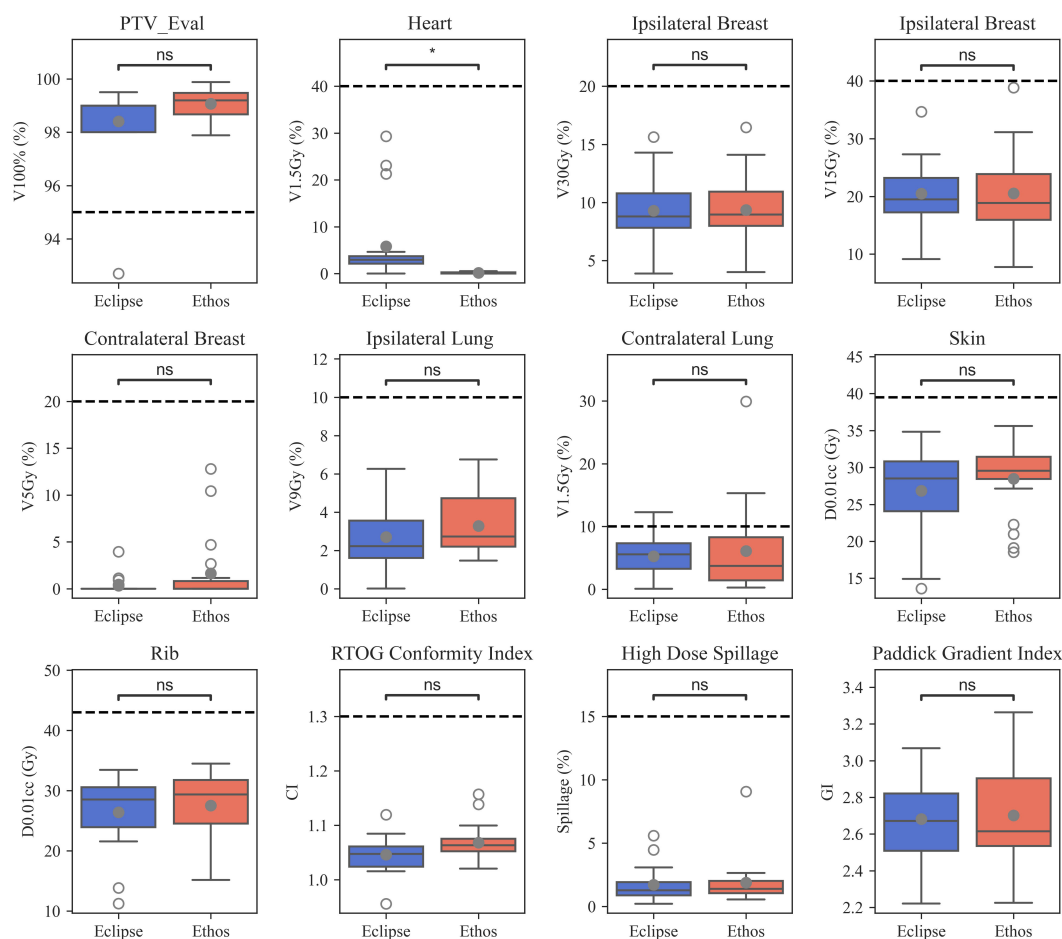 PTV_Eval
Heart
Ipsilateral Breast
Ipsilateral Breast
ns
*
ns
ns
V100% (%)
100
98
96
94
V1.5Gy (%)
40
30
20
10
0
V30Gy (%)
20
15
10
5
V15Gy (%)
40
30
20
10
Eclipse Ethos
Eclipse Ethos
Eclipse Ethos
Eclipse Ethos
Contralateral Breast
Ipsilateral Lung
Contralateral Lung
Skin
ns
ns
ns
ns
V5Gy (%)
20
15
10
5
0
V9Gy (%)
12
10
8
6
4
2
0
V1.5Gy (%)
30
20
10
0
D0.01cc (Gy)
45
40
35
30
25
20
15
Eclipse Ethos
Eclipse Ethos
Eclipse Ethos
Eclipse Ethos
Rib
RTOG Conformity Index
High Dose Spillage
Paddick Gradient Index
ns
ns
ns
ns
D0.01cc (Gy)
50
40
30
20
10
CI
1.3
1.2
1.1
1.0
Spillage (%)
15
10
5
0
GI
3.4
3.2
3.0
2.8
2.6
2.4
2.2
Eclipse Ethos
Eclipse Ethos
Eclipse Ethos
Eclipse Ethos